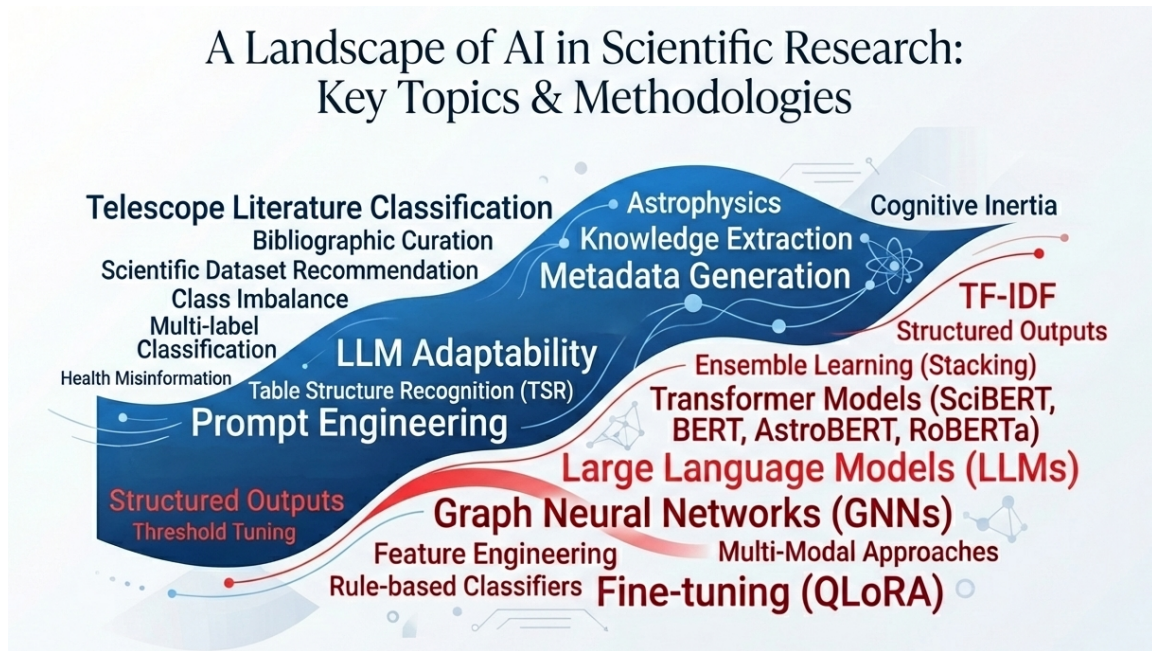 A Landscape of AI in Scientific Research:
Key Topics & Methodologies
Telescope Literature Classification
Bibliographic Curation
Scientific Dataset Recommendation
Class Imbalance
Multi-label
Classification
Health Misinformation
Astrophysics
Knowledge Extraction
Metadata Generation
Cognitive Inertia
LLM Adaptability
Table Structure Recognition (TSR)
Prompt Engineering
Structured Outputs
Threshold Tuning
TF-IDF
Structured Outputs
Ensemble Learning (Stacking)
Transformer Models (SciBERT,
BERT, AstroBERT, RoBERTa)
Large Language Models (LLMs)
Graph Neural Networks (GNNs)
Feature Engineering
Multi-Modal Approaches
Rule-based Classifiers
Fine-tuning (QLoRA)